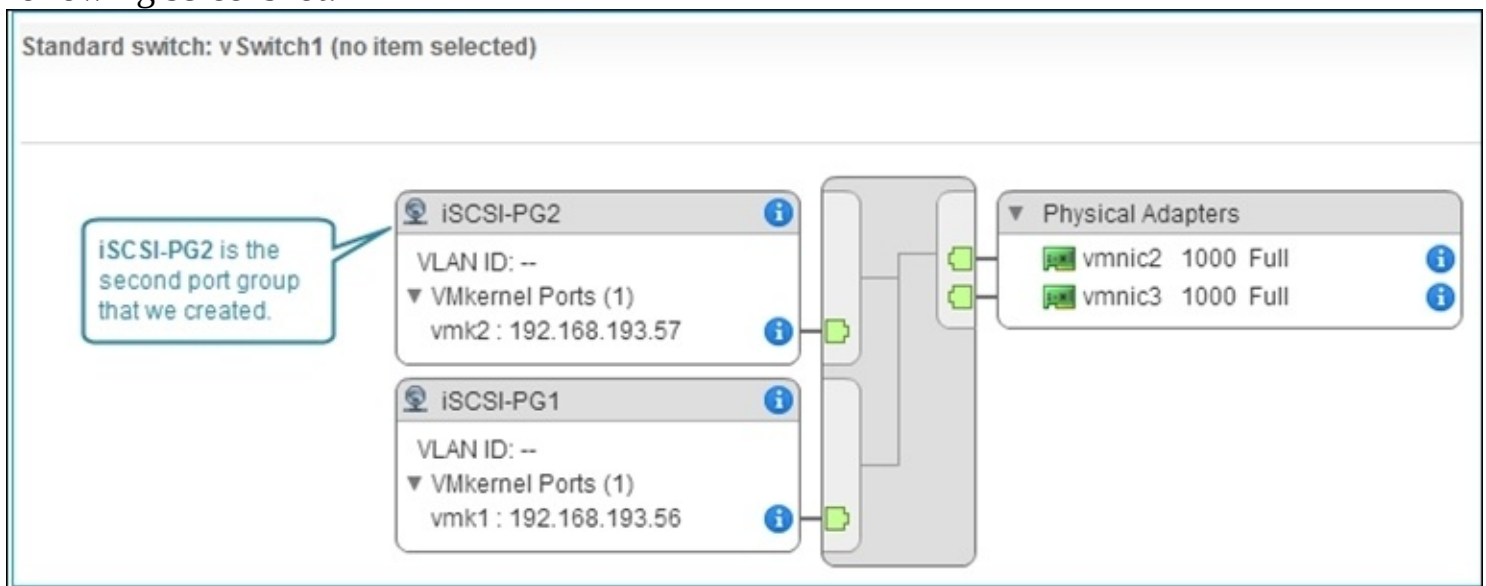 Standard switch: vSwitch1 (no item selected)
iSCSI-PG2 is the
second port group
that we created.
iSCSI-PG2
VLAN ID: --
VMkernel Ports (1)
vmk2 : 192.168.193.57
iSCSI-PG1
VLAN ID: --
VMkernel Ports (1)
vmk1 : 192.168.193.56
Physical Adapters
vmnic2 1000 Full
vmnic3 1000 Full